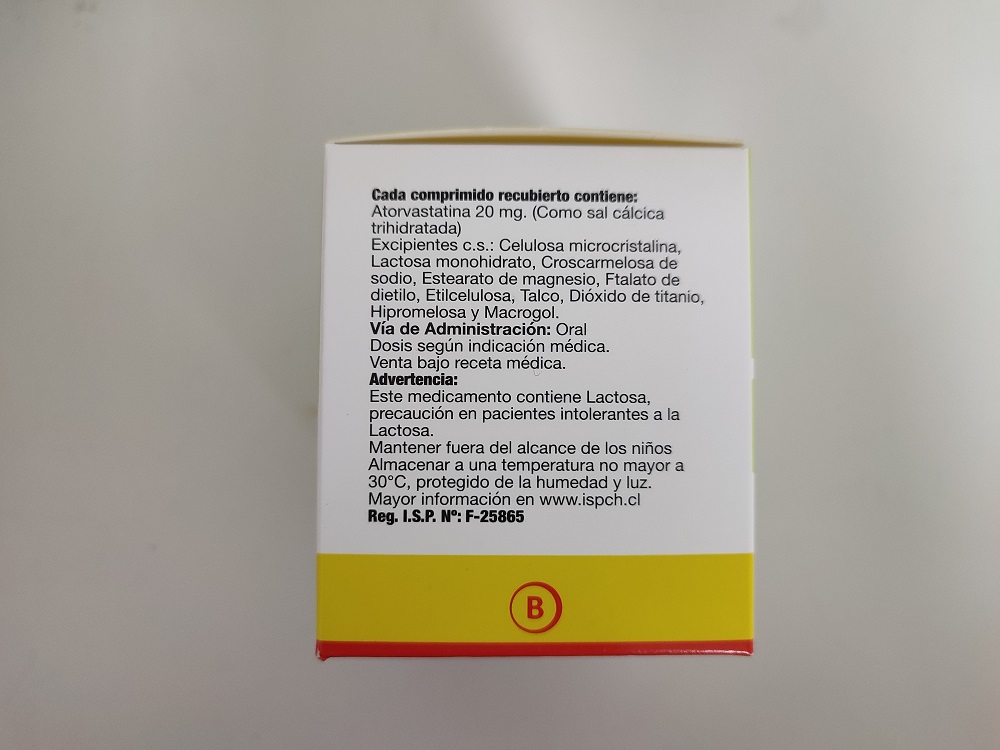 Cada comprimido recubierto contiene:
Atorvastatina 20 mg. (Como sal cálcica
trihidratada)
Excipientes c.s.: Celulosa microcristalina,
Lactosa monohidrato, Croscarmelosa de
sodio, Estearato de magnesio, Ftalato de
dietilo, Etilcelulosa, Talco, Dióxido de titanio,
Hipromelosa y Macrogol.
Vía de Administración: Oral
Dosis según indicación médica.
Venta bajo receta médica.
Advertencia:
Este medicamento contiene Lactosa,
precaución en pacientes intolerantes a la
Lactosa.
Mantener fuera del alcance de los niños
Almacenar a una temperatura no mayor a
30°C, protegido de la humedad y luz.
Mayor información en www.ispch.cl
Reg. I.S.P. Nº: F-25865
B